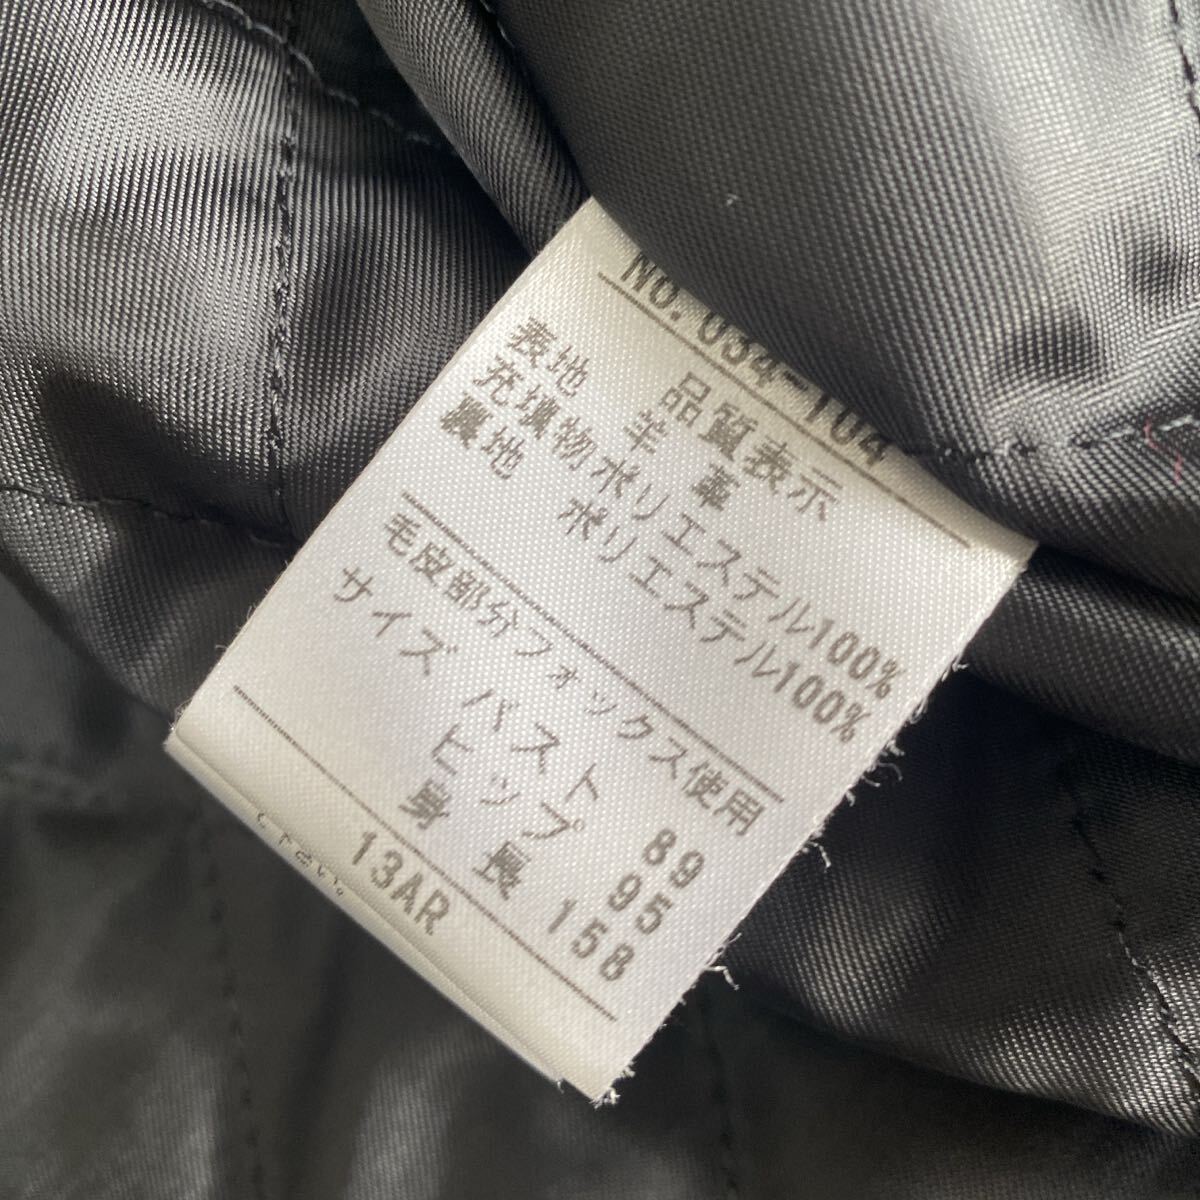 NO. 034-104
品質表示
表地 羊革
充填物ポリエステル100%
裏地 ポリエステル100%
毛皮部分フォックス使用
サイズ バスト 89
ヒップ 95
身長 158
13AR